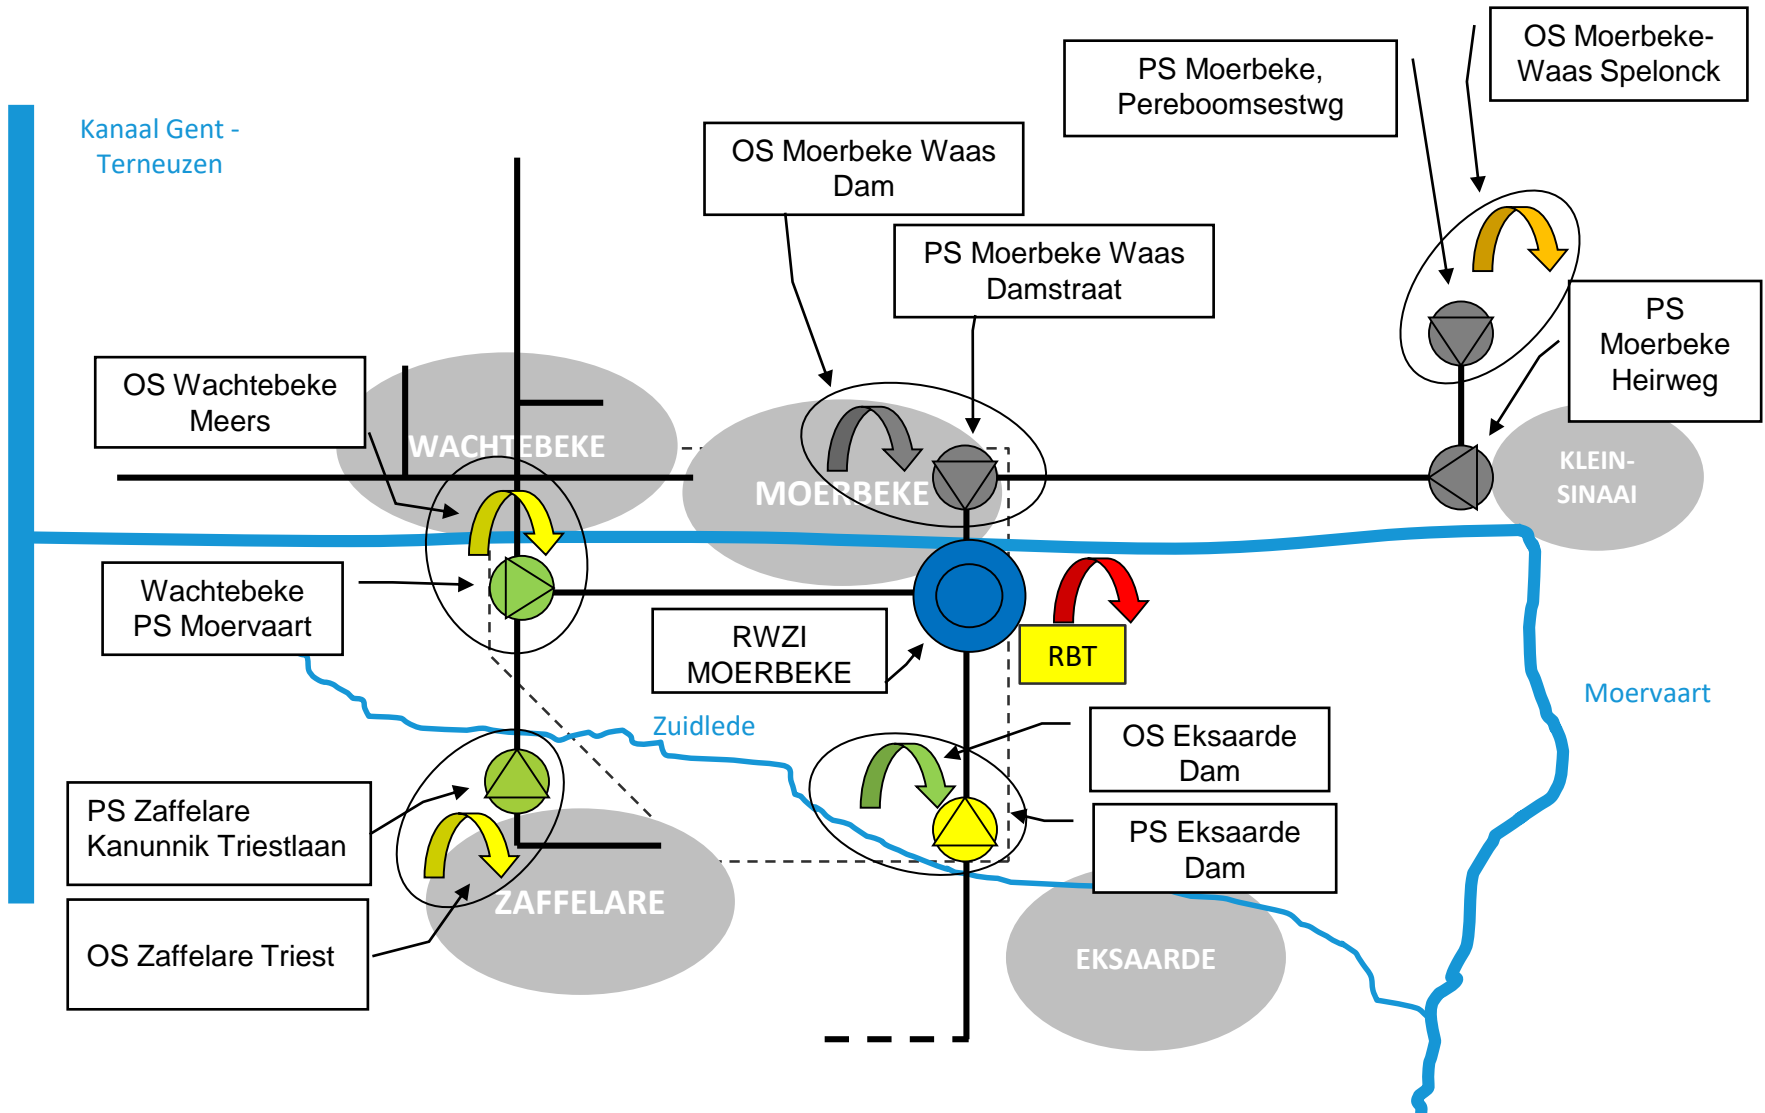 OS Moerbeke-
Waas Spelonck
PS Moerbeke,
Pereboomsestwg
Kanaal Gent -
Terneuzen
OS Moerbeke Waas
Dam
PS Moerbeke Waas
Damstraat
PS
Moerbeke
Heirweg
OS Wachtebeke
Meers
WACHTEBEKE
MOERBEKE
KLEIN-
SINAAI
Wachtebeke
PS Moervaart
RWZI
MOERBEKE
RBT
Moervaart
Zuidlede
OS Eksaarde
Dam
PS Zaffelare
Kanunnik Triestlaan
PS Eksaarde
Dam
ZAFFELARE
OS Zaffelare Triest
EKSAARDE